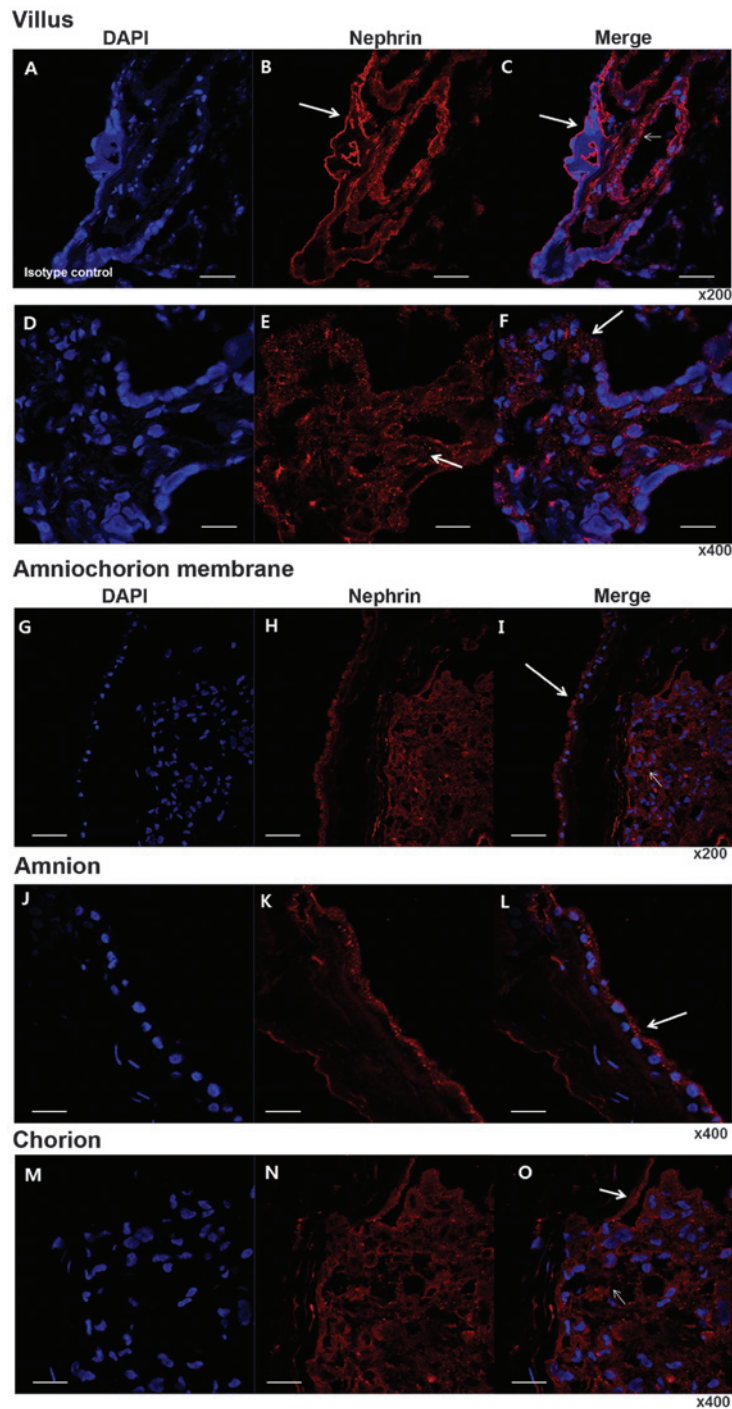 Villus
DAPI Nephrin Merge
A B C
Isotype control
x200
D E F
x400
Amniochorion membrane
DAPI Nephrin Merge
G H I
x200
Amnion
J K L
x400
Chorion
M N O
x400